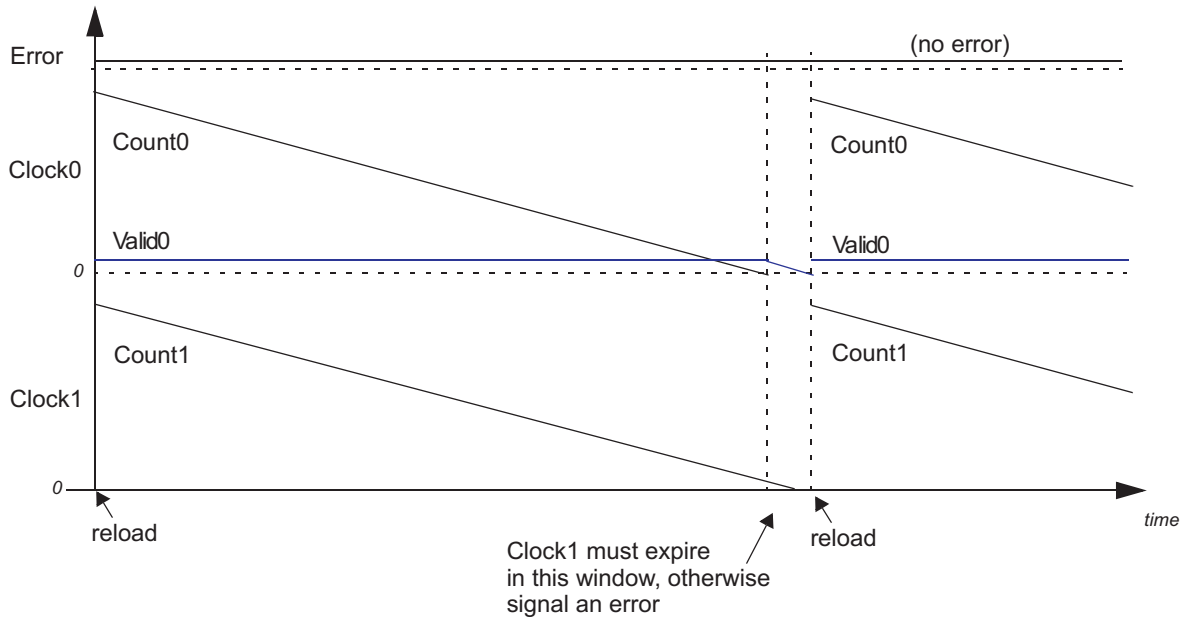 (no error)
Error
Count0
Count0
Clock0
Valid0
Valid0
0
Count1
Count1
Clock1
0
time
reload
reload
Clock1 must expire
in this window, otherwise
signal an error